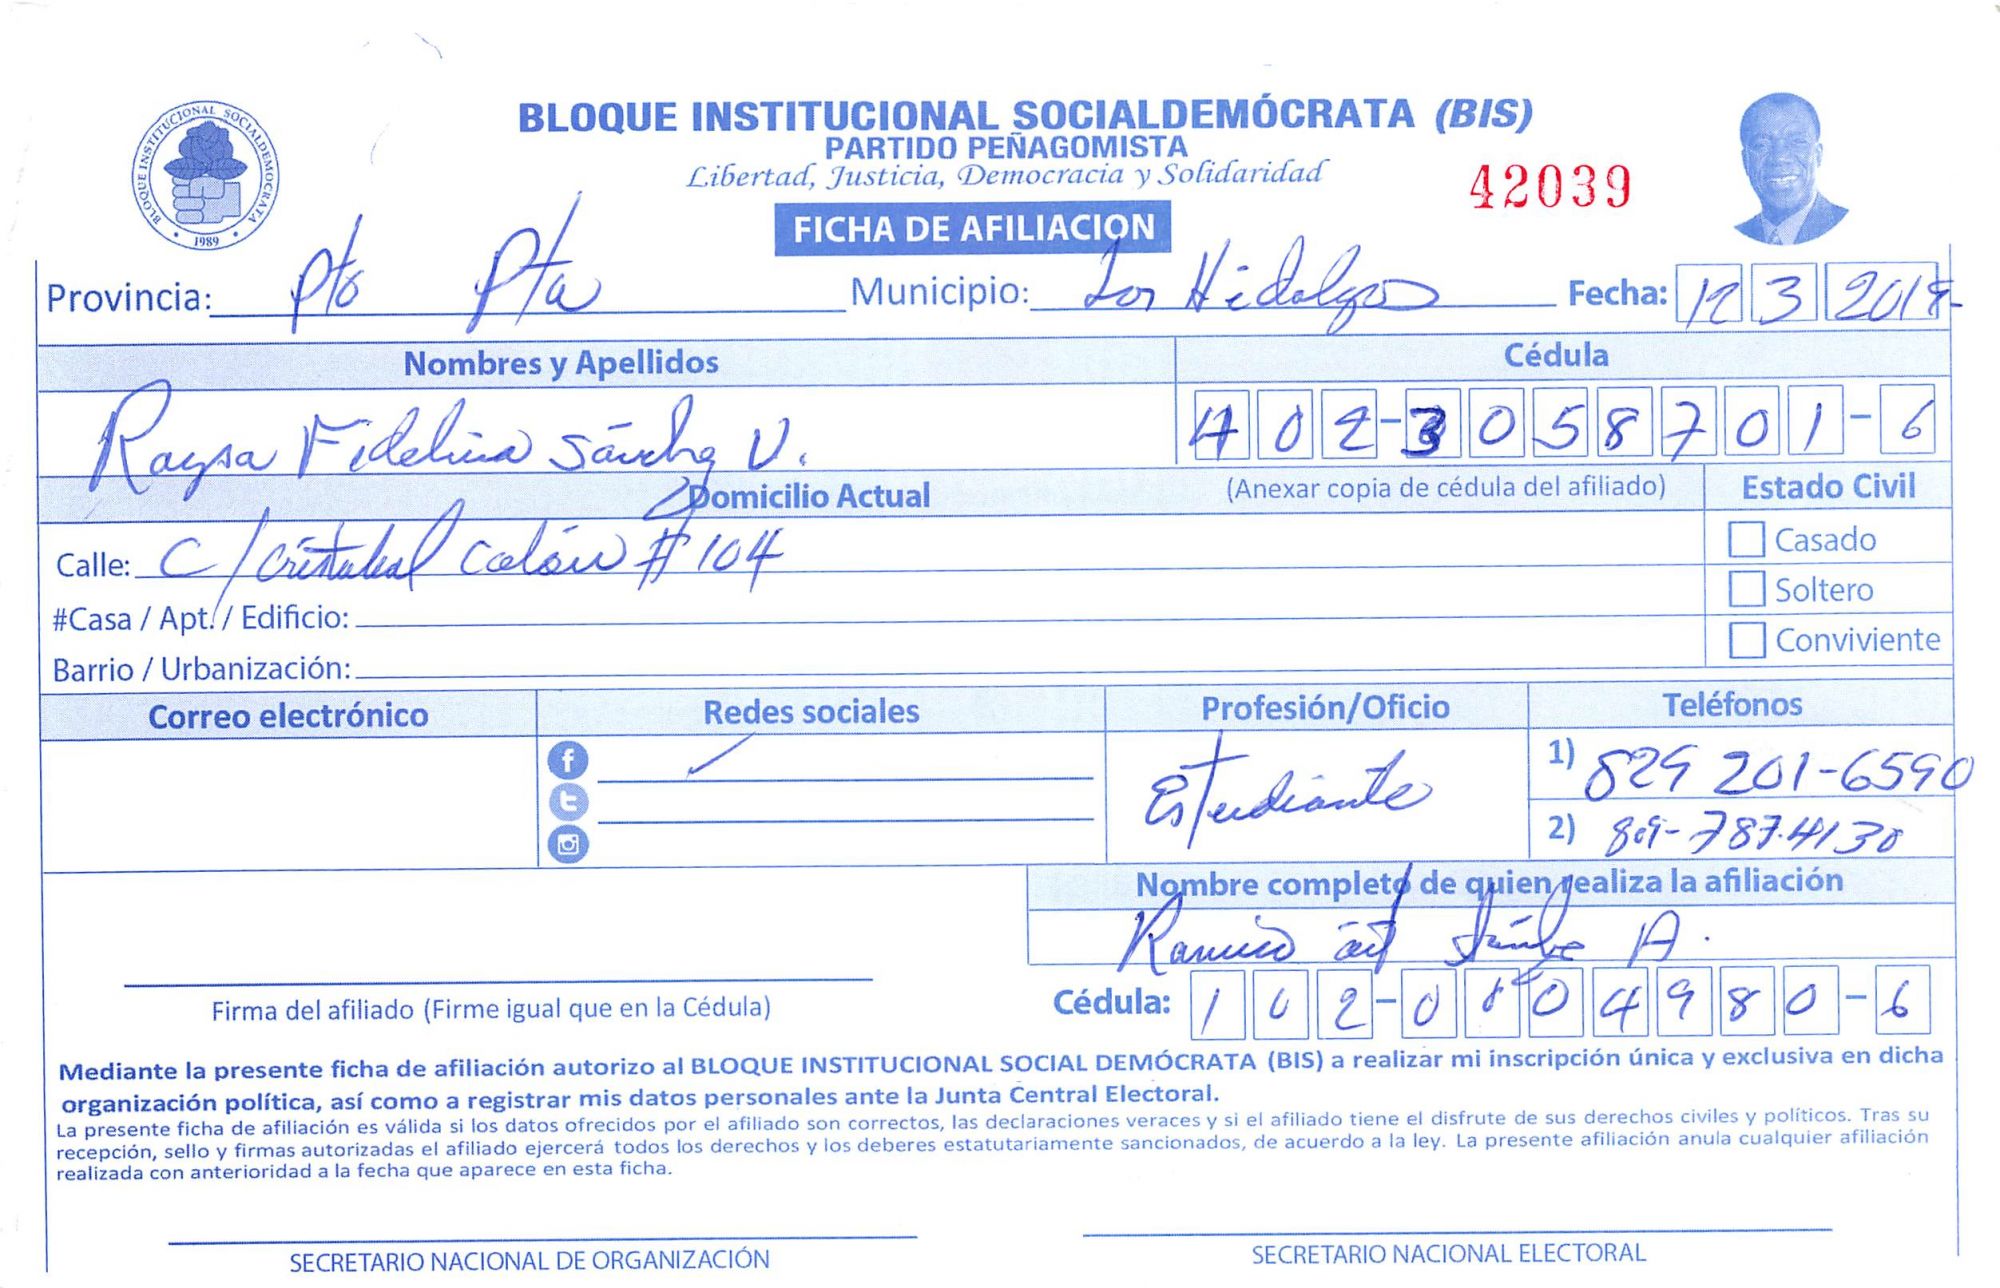 BLOQUE INSTITUCIONAL SOCIALDEMÓCRATA (BIS)
PARTIDO PEÑAGOMISTA
Libertad, Justicia, Democracia y Solidaridad
42039
BLOQUE INSTITUCIONAL SOCIALDEMOCRATA
1989
FICHA DE AFILIACION
Provincia: Pto Pta Municipio: Los Hidalgos Fecha: 12 3 2018
Nombres y Apellidos Cédula
Raysa Fidelina Sánchez V. 402-3058701-6
Domicilio Actual (Anexar copia de cédula del afiliado) Estado Civil
Calle: C/Cristobal Colón # 104 Casado
#Casa / Apt. / Edificio: Soltero
Barrio / Urbanización: Conviviente
Correo electrónico Redes sociales Profesión/Oficio Teléfonos
Estudiante 1) 829 201-6590
2) 809-787-4130
Nombre completo de quien realiza la afiliación
A.
Firma del afiliado (Firme igual que en la Cédula) Cédula: 102-0104980-6
Mediante la presente ficha de afiliación autorizo al BLOQUE INSTITUCIONAL SOCIAL DEMÓCRATA (BIS) a realizar mi inscripción única y exclusiva en dicha
organización política, así como a registrar mis datos personales ante la Junta Central Electoral.
La presente ficha de afiliación es válida si los datos ofrecidos por el afiliado son correctos, las declaraciones veraces y si el afiliado tiene el disfrute de sus derechos civiles y políticos. Tras su
recepción, sello y firmas autorizadas el afiliado ejercerá todos los derechos y los deberes estatutariamente sancionados, de acuerdo a la ley. La presente afiliación anula cualquier afiliación
realizada con anterioridad a la fecha que aparece en esta ficha.
SECRETARIO NACIONAL DE ORGANIZACIÓN SECRETARIO NACIONAL ELECTORAL